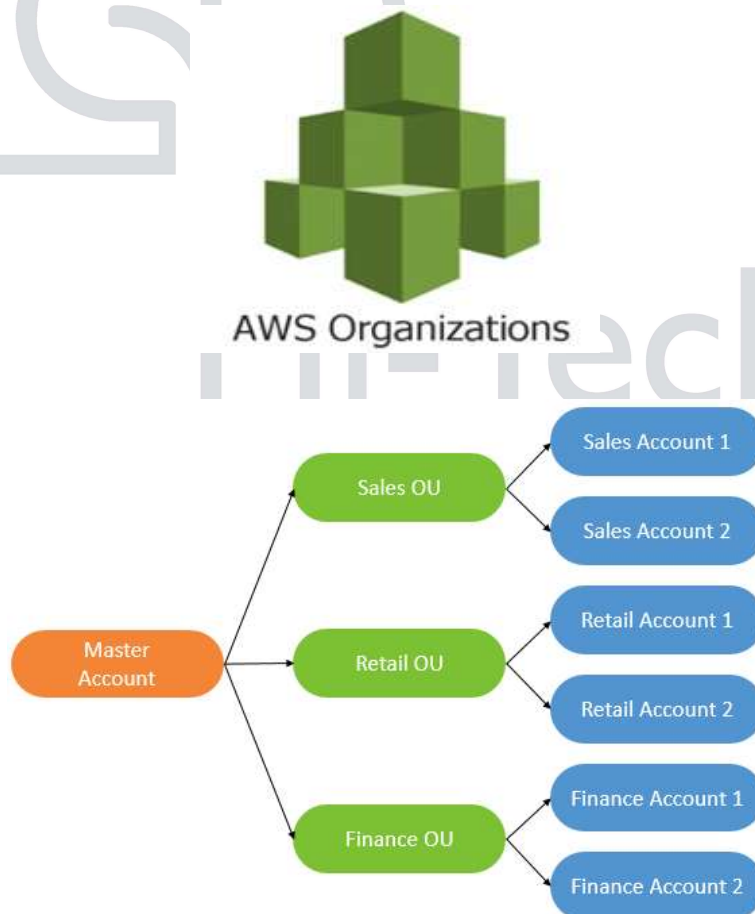 AWS Organizations
Sales Account 1
Sales OU
Sales Account 2
Retail Account 1
Master
Account
Retail OU
Retail Account 2
Finance Account 1
Finance OU
Finance Account 2